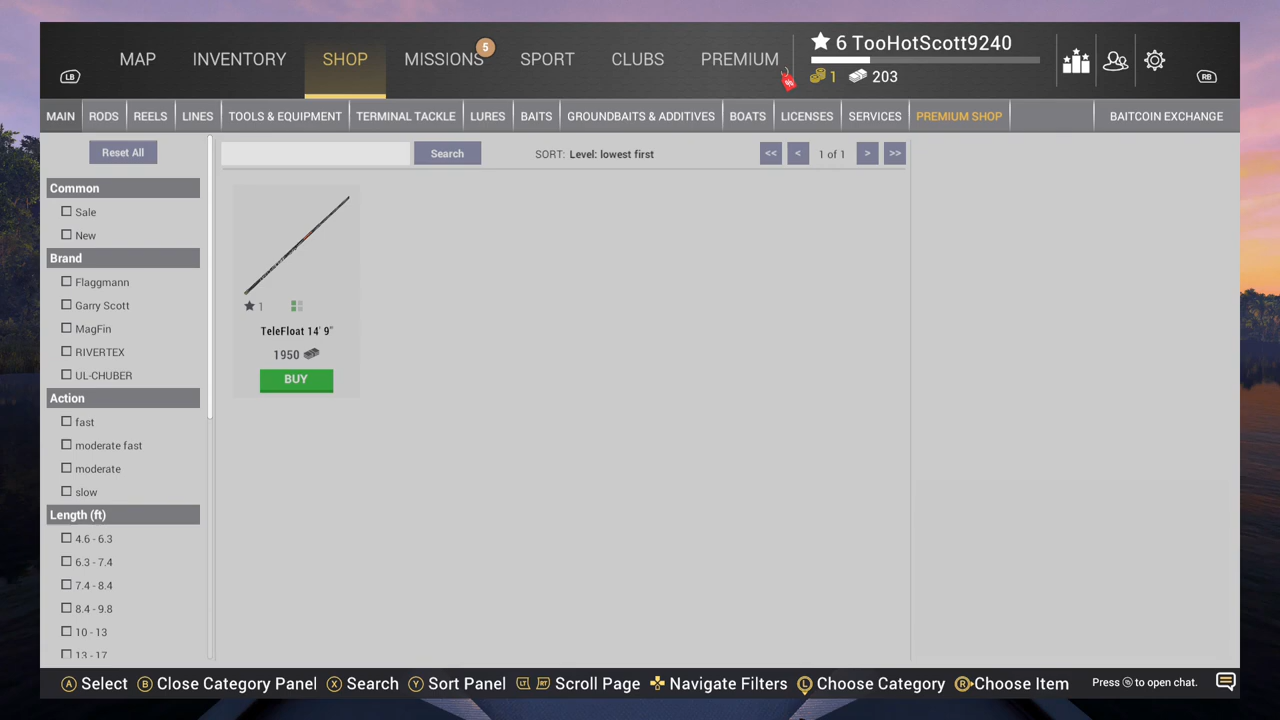 MAP INVENTORY SHOP MISSIONS 5 SPORT CLUBS PREMIUM
6 TooHotScott9240
1 203
LB
RB
MAIN RODS REELS LINES TOOLS & EQUIPMENT TERMINAL TACKLE LURES BAITS GROUNDBAITS & ADDITIVES BOATS LICENSES SERVICES PREMIUM SHOP BAITCOIN EXCHANGE
Reset All
Search SORT: Level: lowest first << < 1 of 1 > >>
Common
Sale
New
Brand
Flaggmann
Garry Scott
MagFin
RIVERTEX
UL-CHUBER
Action
fast
moderate fast
moderate
slow
Length (ft)
4.6 - 6.3
6.3 - 7.4
7.4 - 8.4
8.4 - 9.8
10 - 13
13 - 17
1
TeleFloat 14' 9"
1950
BUY
A Select B Close Category Panel X Search Y Sort Panel LT RT Scroll Page Navigate Filters L Choose Category R Choose Item Press to open chat.